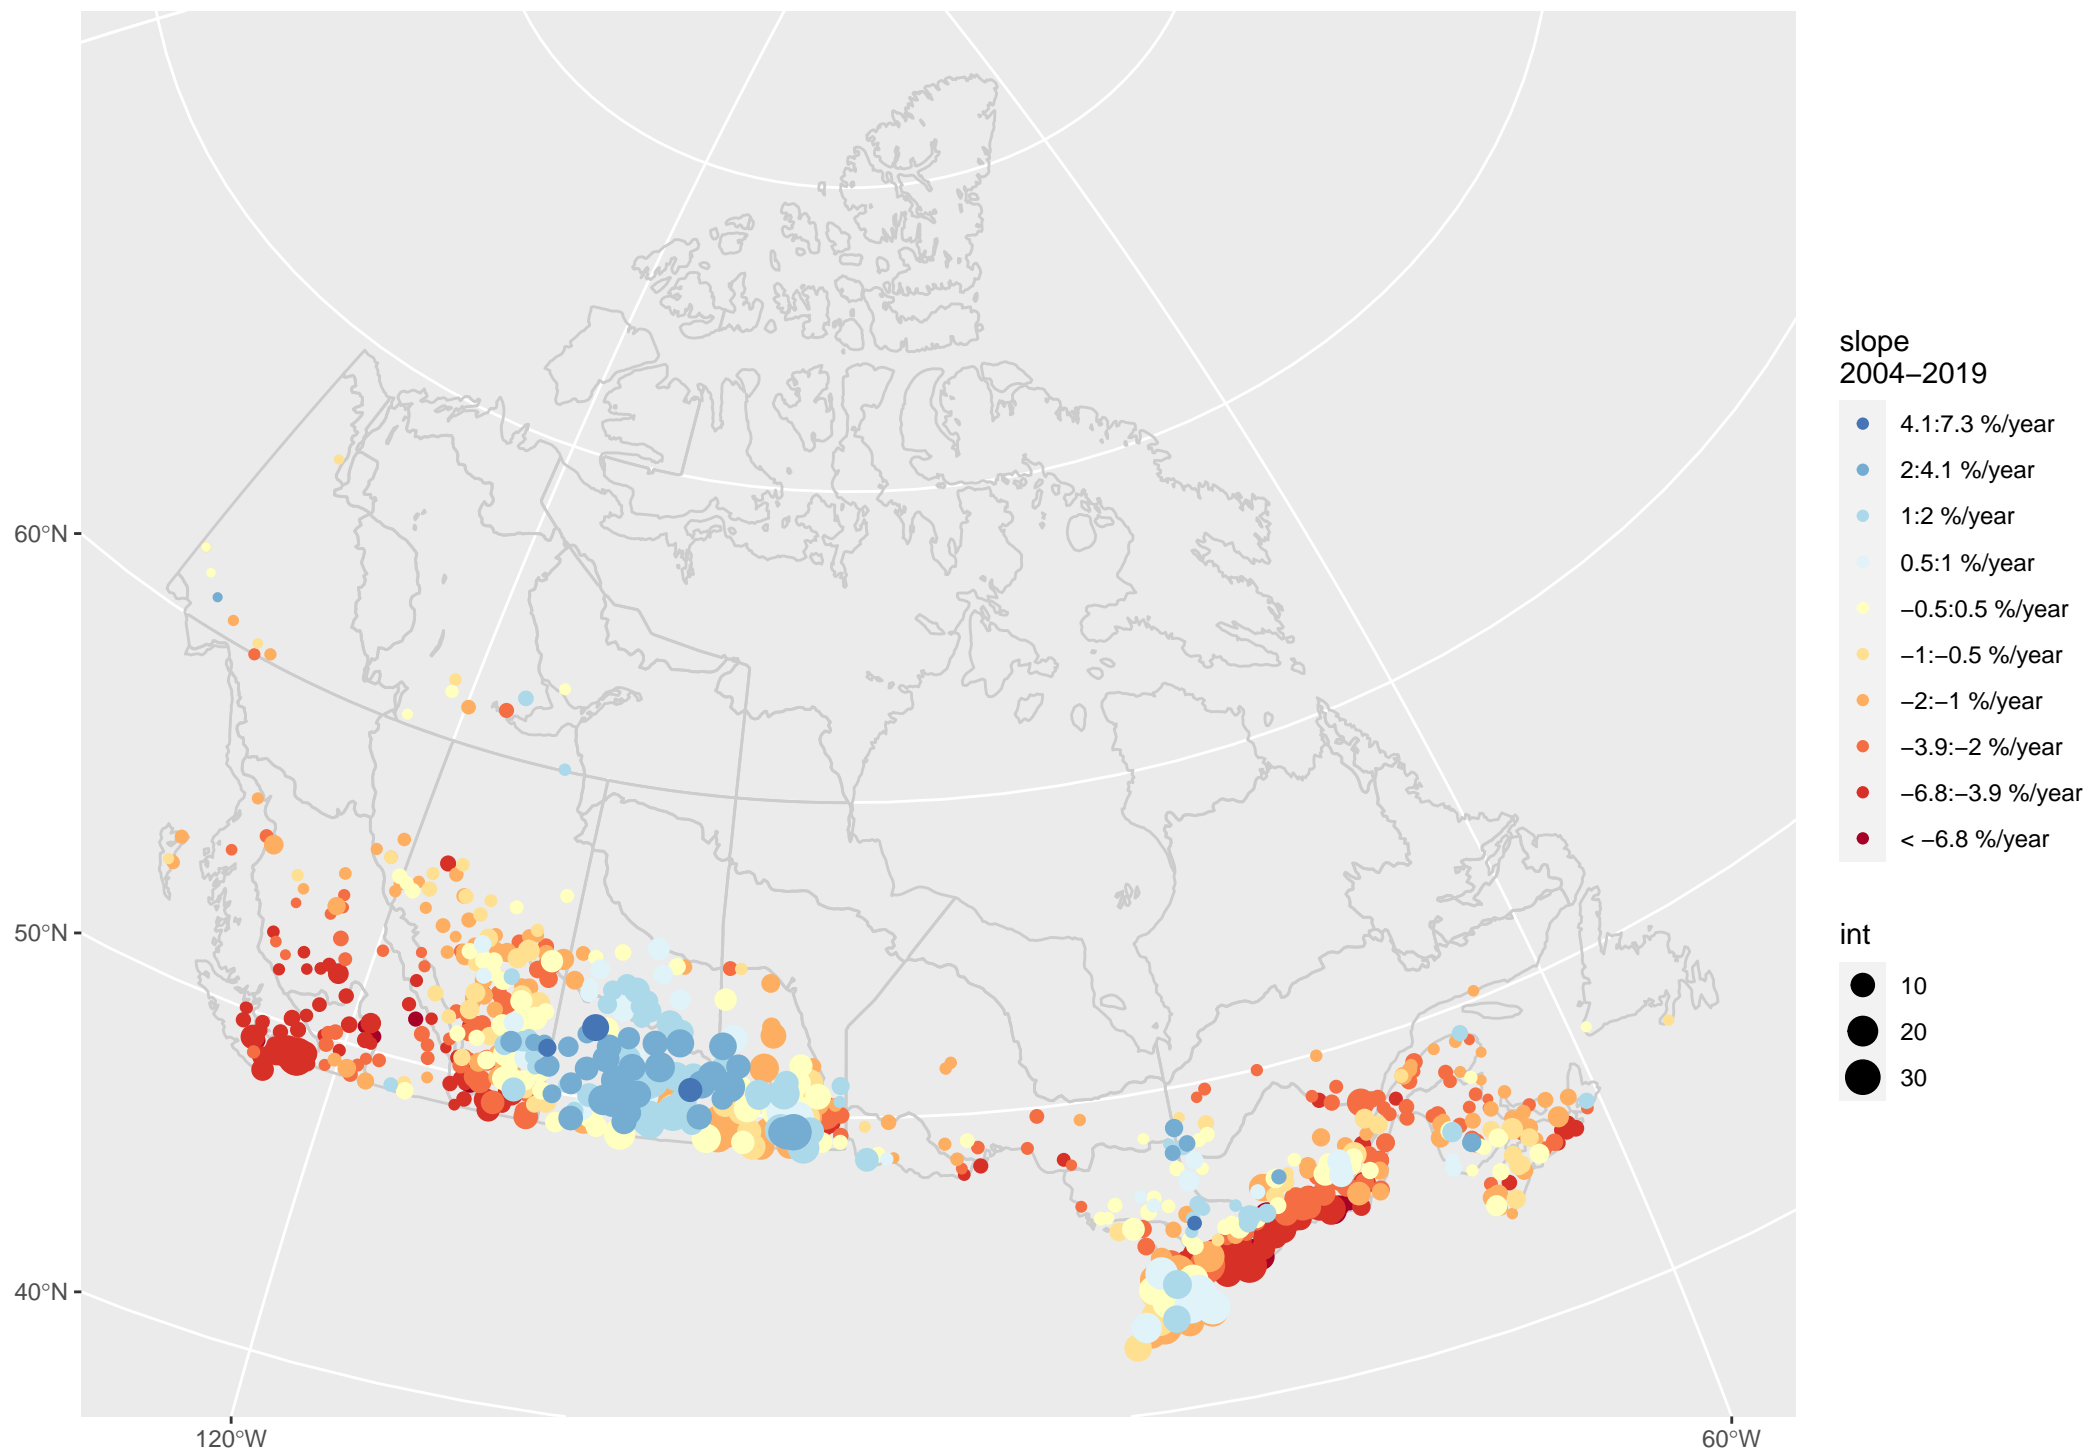 60°N
50°N
40°N
120°W
60°W
slope
2004−2019
4.1:7.3 %/year
2:4.1 %/year
1:2 %/year
0.5:1 %/year
−0.5:0.5 %/year
−1:−0.5 %/year
−2:−1 %/year
−3.9:−2 %/year
−6.8:−3.9 %/year
< −6.8 %/year
int
10
20
30